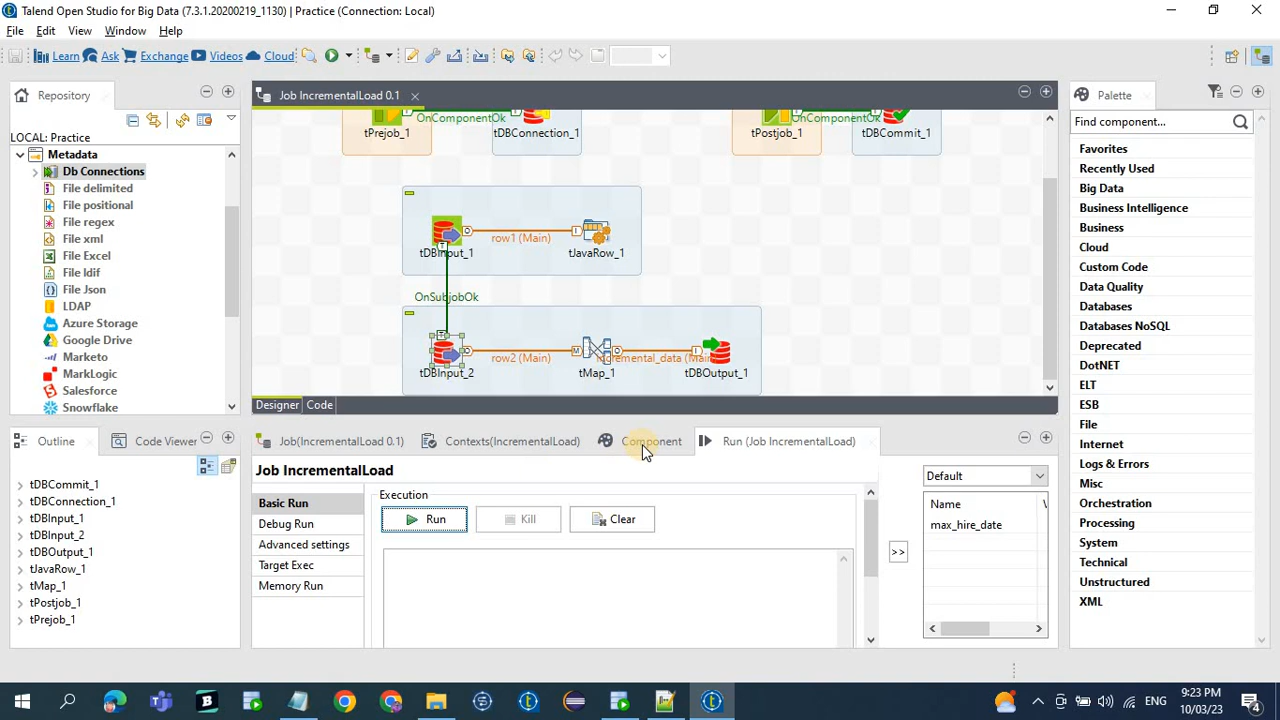 Talend Open Studio for Big Data (7.3.1.20200219_1130) | Practice (Connection: Local)
File Edit View Window Help
Learn Ask Exchange Videos Cloud
Repository
LOCAL: Practice
Metadata
Db Connections
File delimited
File positional
File regex
File xml
File Excel
File ldif
File Json
LDAP
Azure Storage
Google Drive
Marketo
MarkLogic
Salesforce
Snowflake
Job IncrementalLoad 0.1
OnComponentOk
OnComponentOk
tPrejob_1
tDBConnection_1
tPostjob_1
tDBCommit_1
row1 (Main)
tDBInput_1
tJavaRow_1
OnSubjobOk
row2 (Main)
incremental_data (Main)
tDBInput_2
tMap_1
tDBOutput_1
Designer Code
Palette
Find component...
Favorites
Recently Used
Big Data
Business Intelligence
Business
Cloud
Custom Code
Data Quality
Databases
Databases NoSQL
Deprecated
DotNET
ELT
ESB
File
Internet
Logs & Errors
Misc
Orchestration
Processing
System
Technical
Unstructured
XML
Outline
Code Viewer
tDBCommit_1
tDBConnection_1
tDBInput_1
tDBInput_2
tDBOutput_1
tJavaRow_1
tMap_1
tPostjob_1
tPrejob_1
Job(IncrementalLoad 0.1) Contexts(IncrementalLoad) Component Run (Job IncrementalLoad)
Job IncrementalLoad
Basic Run
Debug Run
Advanced settings
Target Exec
Memory Run
Execution
Run Kill Clear
Default
Name
max_hire_date
>>
ENG
9:23 PM
10/03/23
4